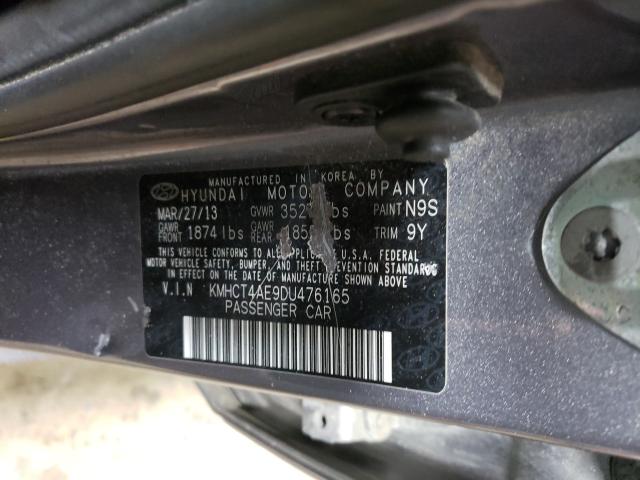 MANUFACTURED IN KOREA BY
HYUNDAI MOTOR COMPANY
MAR/27/13 GVWR lbs PAINT N9S
GAWR FRONT 1874 lbs GAWR REAR lbs TRIM 9Y
THIS VEHICLE CONFORMS TO ALL APPLICABLE U.S.A. FEDERAL
MOTOR VEHICLE SAFETY, BUMPER, AND THEFT PREVENTION STANDARDS
IN EFFECT ON THE DATE OF MANUFACTURE SHOWN ABOVE.
V.I.N KMHCT4AE9DU476165
PASSENGER CAR